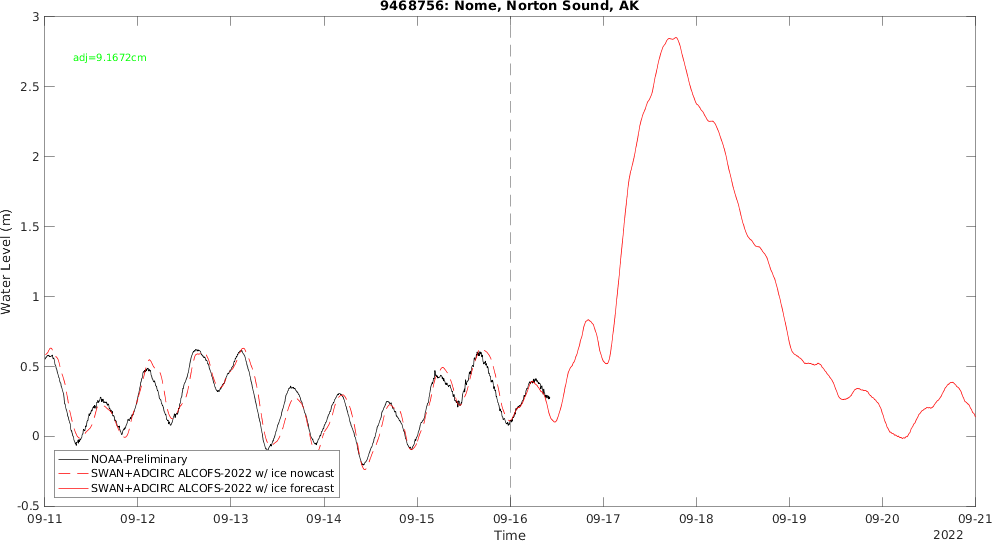 9468756: Nome, Norton Sound, AK
adj=9.1672cm
Water Level (m)
3
2.5
2
1.5
1
0.5
0
-0.5
NOAA-Preliminary
SWAN+ADCIRC ALCOFS-2022 w/ ice nowcast
SWAN+ADCIRC ALCOFS-2022 w/ ice forecast
09-11 09-12 09-13 09-14 09-15 09-16 09-17 09-18 09-19 09-20 09-21
Time
2022